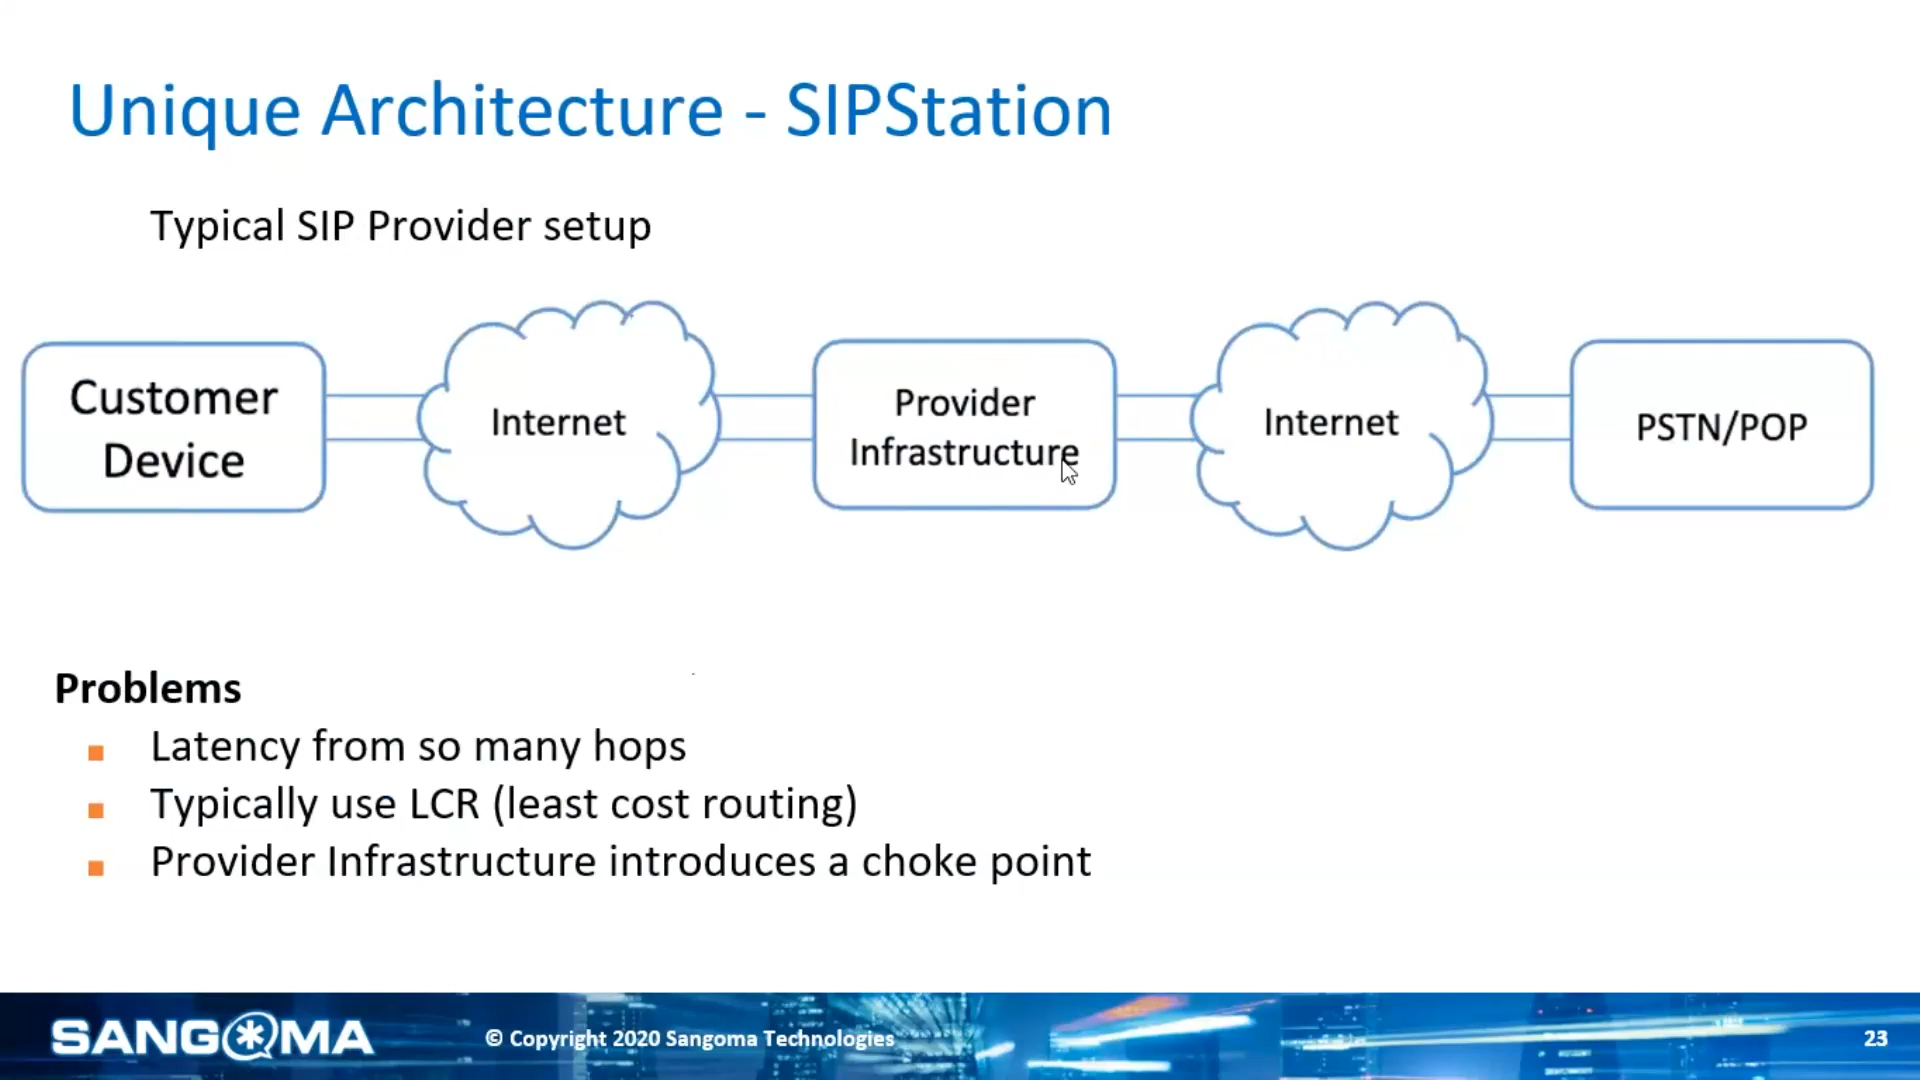 Unique Architecture - SIPStation
Typical SIP Provider setup
Customer
Device
Internet
Provider
Infrastructure
Internet
PSTN/POP
Problems
Latency from so many hops
Typically use LCR (least cost routing)
Provider Infrastructure introduces a choke point
SANGOMA
© Copyright 2020 Sangoma Technologies
23